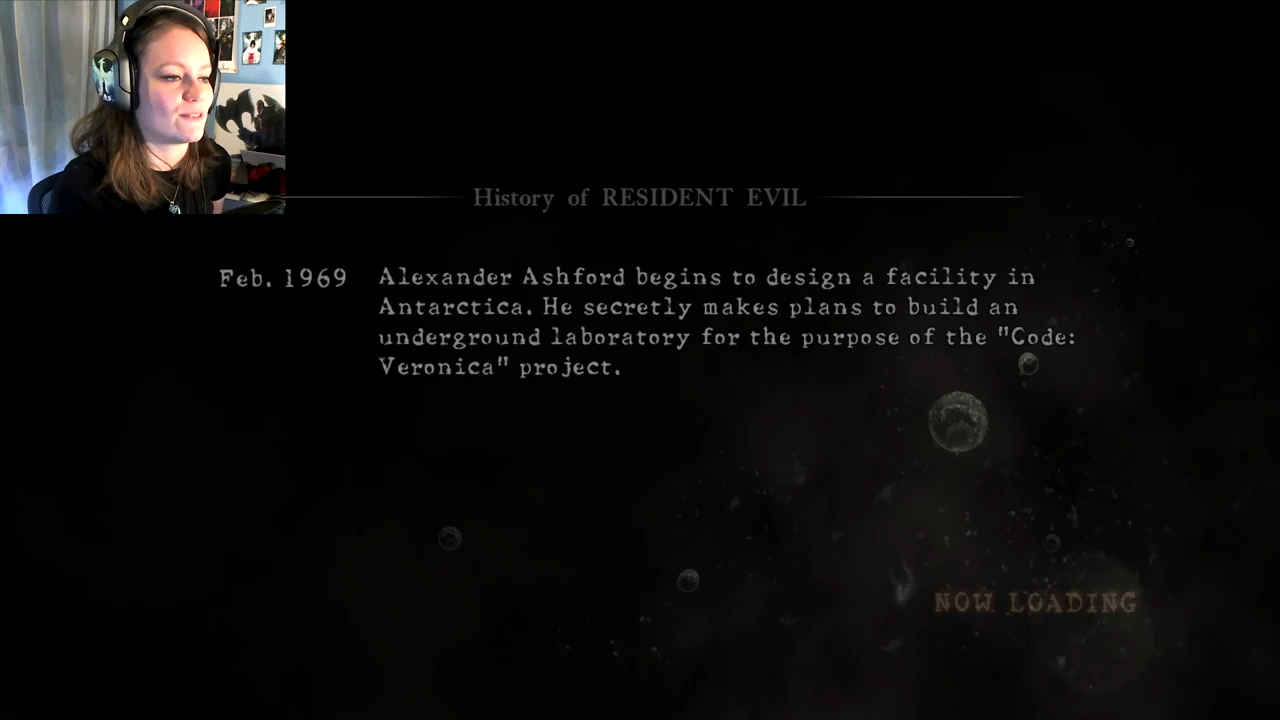 History of RESIDENT EVIL
Feb. 1969 Alexander Ashford begins to design a facility in
Antarctica. He secretly makes plans to build an
underground laboratory for the purpose of the "Code:
Veronica" project.
NOW LOADING